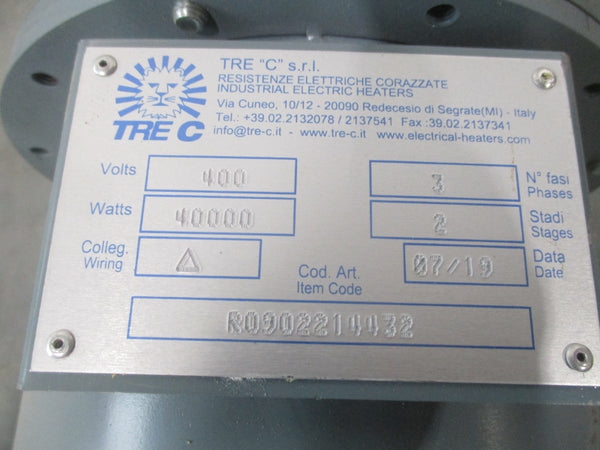 TRE C
TRE "C" s.r.l.
RESISTENZE ELETTRICHE CORAZZATE
INDUSTRIAL ELECTRIC HEATERS
Via Cuneo, 10/12 - 20090 Redecesio di Segrate(MI) - Italy
Tel.: +39.02.2132078 / 2137541 Fax :39.02.2137341
info@tre-c.it - www.tre-c.it - www.electrical-heaters.com
Volts 400 3 N° fasi
Phases
Watts 40000 2 Stadi
Stages
Colleg. Δ 07/19 Data
Wiring Date
Cod. Art.
Item Code
R0902214432